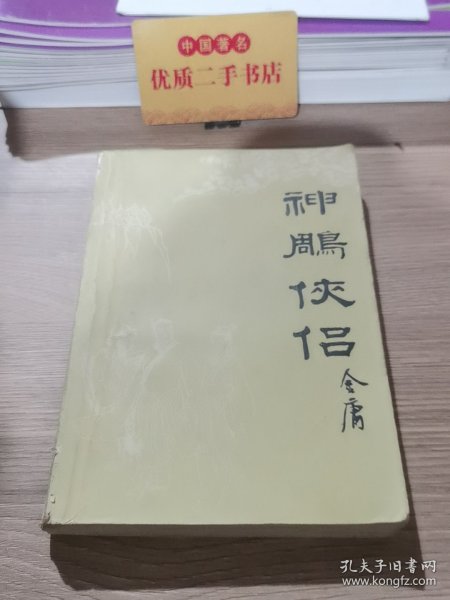 中国著名
优质二手书店
神鵰俠侶
金庸
孔夫子旧书网
www.kongfz.com